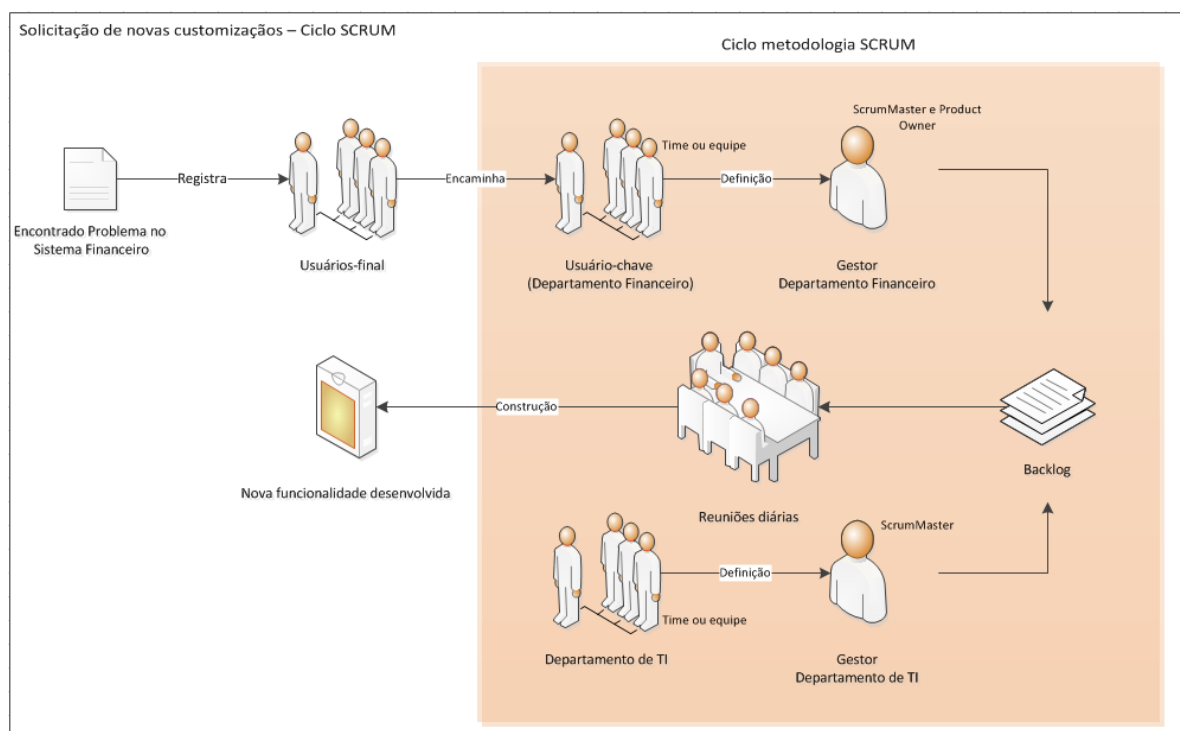 Solicitação de novas customizaçãos – Ciclo SCRUM
Ciclo metodologia SCRUM
Encontrado Problema no
Sistema Financeiro
Registra
Usuários-final
Encaminha
Time ou equipe
Usuário-chave
(Departamento Financeiro)
Definição
ScrumMaster e Product
Owner
Gestor
Departamento Financeiro
Backlog
Reuniões diárias
Construção
Nova funcionalidade desenvolvida
Time ou equipe
Departamento de TI
Definição
ScrumMaster
Gestor
Departamento de TI